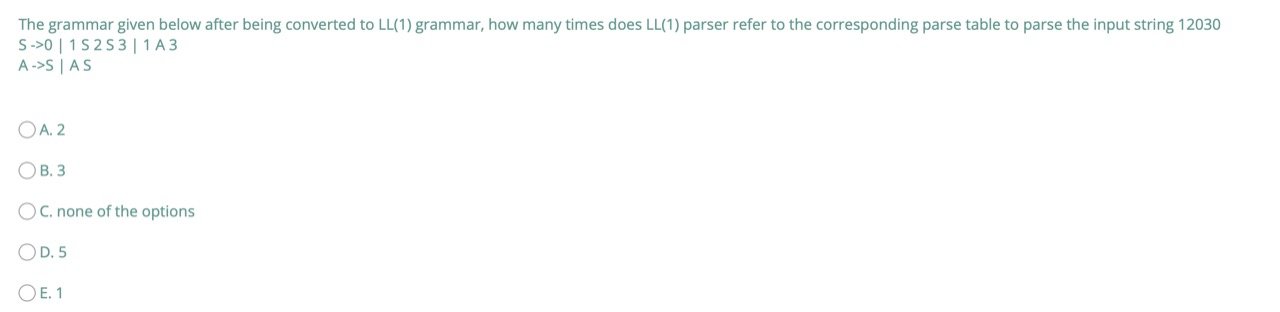 The grammar given below after being converted to LL(1) grammar, how many times does LL(1) parser refer to the corresponding parse table to parse the input string 12030
S ->0 | 1 S 2 S 3 | 1 A 3
A ->S | A S
A. 2
B. 3
C. none of the options
D. 5
E. 1